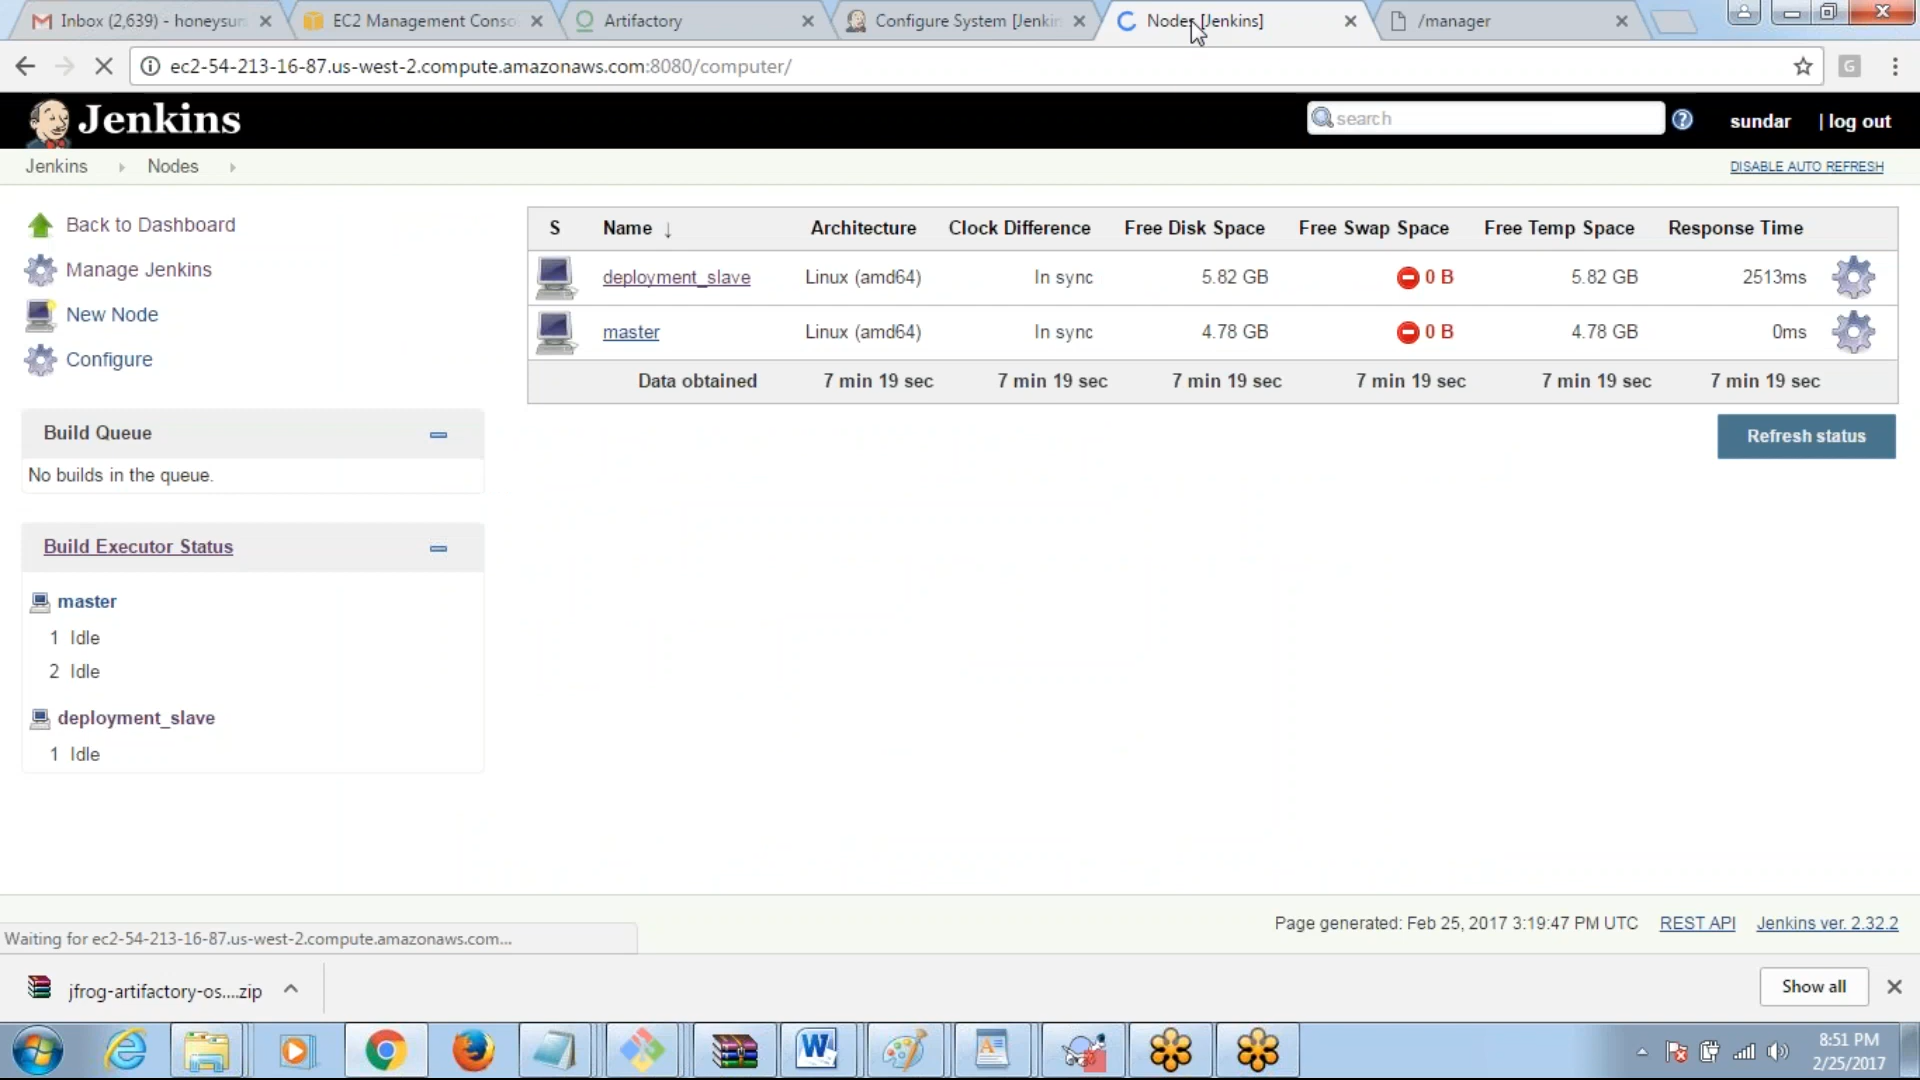 Inbox (2,639) - honeysun
EC2 Management Conso
Artifactory
Configure System [Jenkin
Nodes [Jenkins]
/manager
ec2-54-213-16-87.us-west-2.compute.amazonaws.com:8080/computer/
G
Jenkins
search
?
sundar
| log out
Jenkins
Nodes
DISABLE AUTO REFRESH
Back to Dashboard
Manage Jenkins
New Node
Configure
S Name ↓ Architecture Clock Difference Free Disk Space Free Swap Space Free Temp Space Response Time
deployment_slave Linux (amd64) In sync 5.82 GB 0 B 5.82 GB 2513ms
master Linux (amd64) In sync 4.78 GB 0 B 4.78 GB 0ms
Data obtained 7 min 19 sec 7 min 19 sec 7 min 19 sec 7 min 19 sec 7 min 19 sec 7 min 19 sec
Refresh status
Build Queue
No builds in the queue.
Build Executor Status
master
1 Idle
2 Idle
deployment_slave
1 Idle
Page generated: Feb 25, 2017 3:19:47 PM UTC REST API Jenkins ver. 2.32.2
Waiting for ec2-54-213-16-87.us-west-2.compute.amazonaws.com...
jfrog-artifactory-os....zip
Show all
8:51 PM
2/25/2017